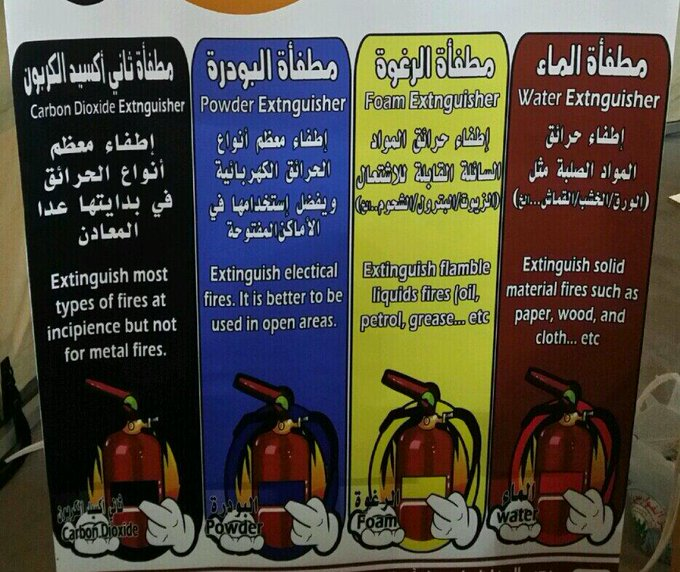 مطفأة ثاني أكسيد الكربون
Carbon Dioxide Extnguisher
إطفاء معظم
أنواع الحرائق
في بدايتها عدا
المعادن
Extinguish most
types of fires at
incipience but not
for metal fires.
ثاني أكسيد الكربون
Carbon Dioxide
مطفأة البودرة
Powder Extnguisher
إطفاء معظم أنواع
الحرائق الكهربائية
ويفضل إستخدامها في
الأماكن المفتوحة
Extinguish electical
fires. It is better to be
used in open areas.
البودرة
Powder
مطفأة الرغوة
Foam Extnguisher
إطفاء حرائق المواد
السائلة القابلة للاشتعال
(الزيوت/البترول/الشحوم...الخ)
Extinguish flamble
liquids fires (oil,
petrol, grease... etc
الرغوة
Foam
مطفأة الماء
Water Extnguisher
إطفاء حرائق
المواد الصلبة مثل
(الورق/الخشب/القماش...الخ)
Extinguish solid
material fires such as
paper, wood, and
cloth... etc
الماء
water